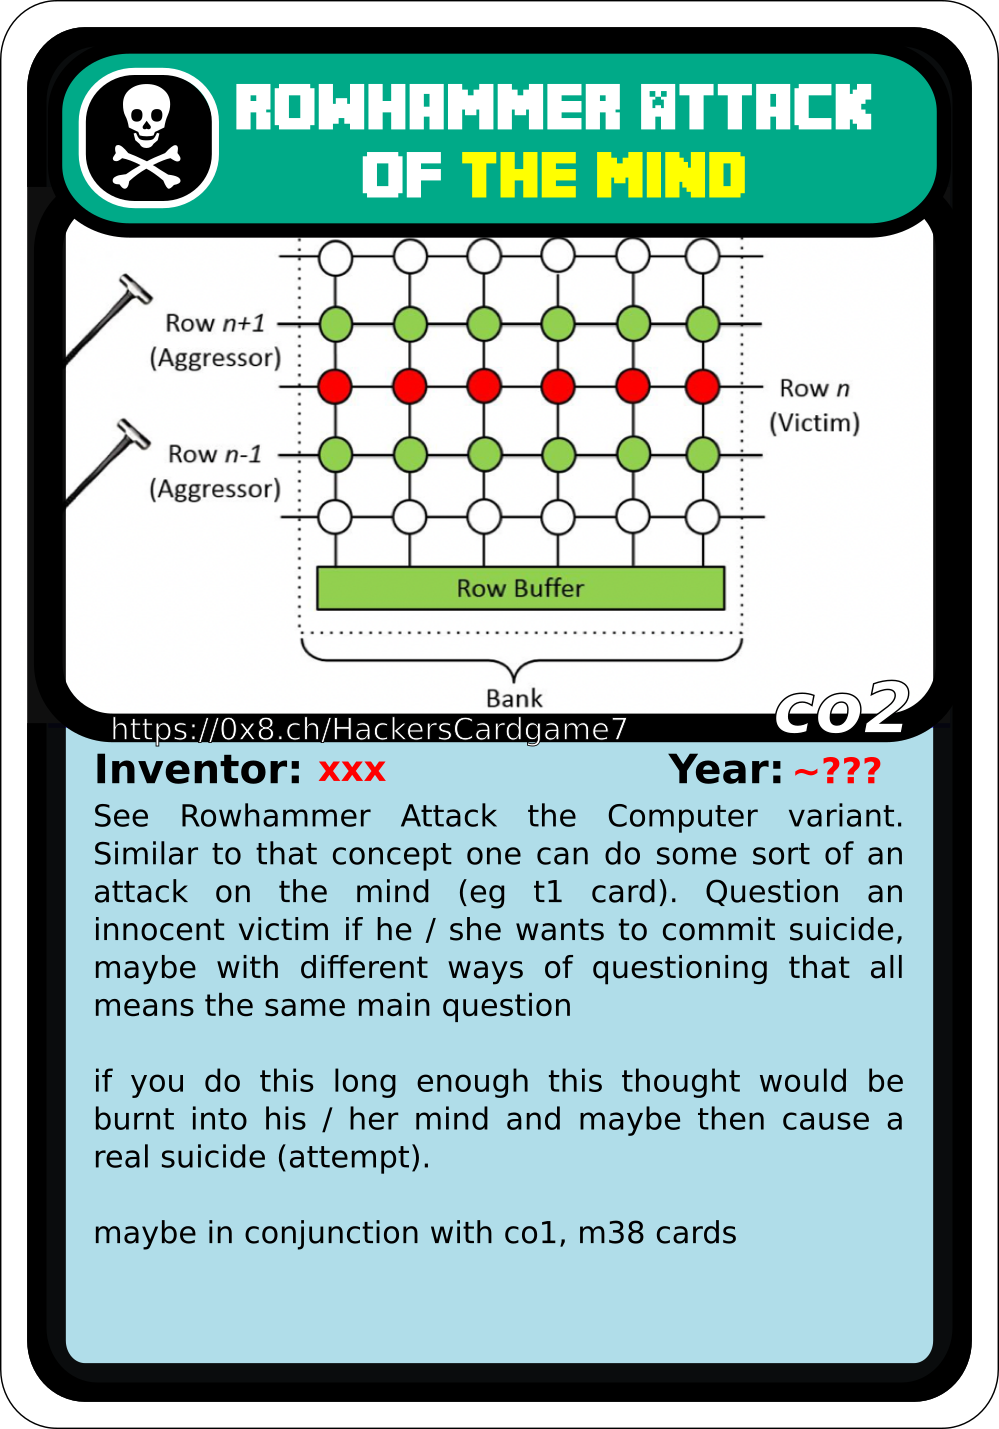 ROWHAMMER ATTACK
OF THE MIND
Row n+1
(Aggressor)
Row n
(Victim)
Row n-1
(Aggressor)
Row Buffer
Bank
co2
https://0x8.ch/HackersCardgame7
Inventor: xxx Year: ~???
See Rowhammer Attack the Computer variant.
Similar to that concept one can do some sort of an
attack on the mind (eg t1 card). Question an
innocent victim if he / she wants to commit suicide,
maybe with different ways of questioning that all
means the same main question
if you do this long enough this thought would be
burnt into his / her mind and maybe then cause a
real suicide (attempt).
maybe in conjunction with co1, m38 cards